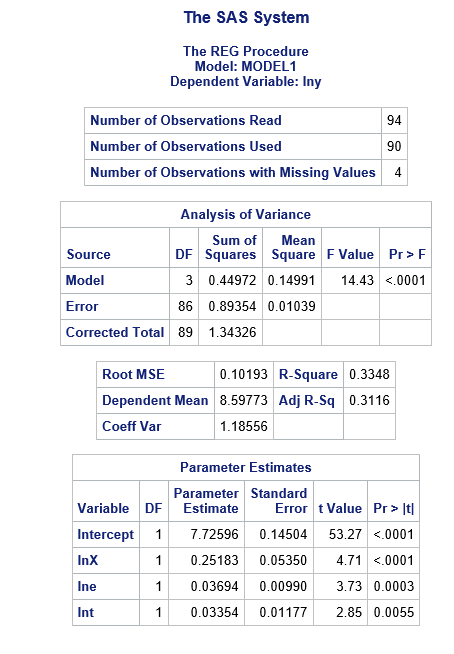 The SAS System
The REG Procedure
Model: MODEL1
Dependent Variable: lny
Number of Observations Read 94
Number of Observations Used 90
Number of Observations with Missing Values 4
Analysis of Variance
Source DF Sum of Squares Mean Square F Value Pr > F
Model 3 0.44972 0.14991 14.43 <.0001
Error 86 0.89354 0.01039
Corrected Total 89 1.34326
Root MSE 0.10193 R-Square 0.3348
Dependent Mean 8.59773 Adj R-Sq 0.3116
Coeff Var 1.18556
Parameter Estimates
Variable DF Parameter Estimate Standard Error t Value Pr > |t|
Intercept 1 7.72596 0.14504 53.27 <.0001
lnX 1 0.25183 0.05350 4.71 <.0001
lne 1 0.03694 0.00990 3.73 0.0003
lnt 1 0.03354 0.01177 2.85 0.0055